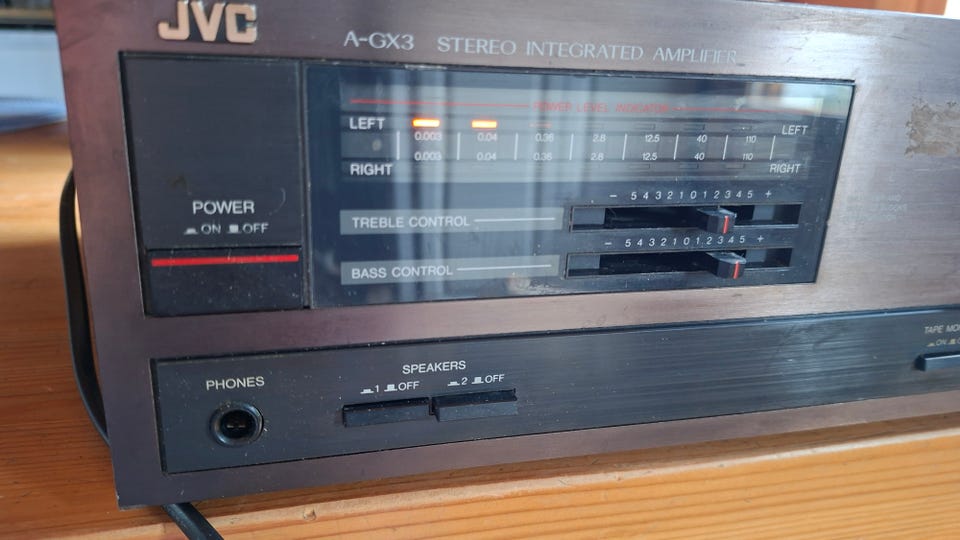 JVC
A-GX3 STEREO INTEGRATED AMPLIFIER
POWER LEVEL INDICATOR
LEFT LEFT
0.003 0.04 0.36 2.8 12.5 40 110
0.003 0.04 0.36 2.8 12.5 40 110
RIGHT RIGHT
POWER
ON OFF
− 5 4 3 2 1 0 1 2 3 4 5 +
TREBLE CONTROL
− 5 4 3 2 1 0 1 2 3 4 5 +
BASS CONTROL
TAPE MO
ON
SPEAKERS
1 OFF 2 OFF
PHONES